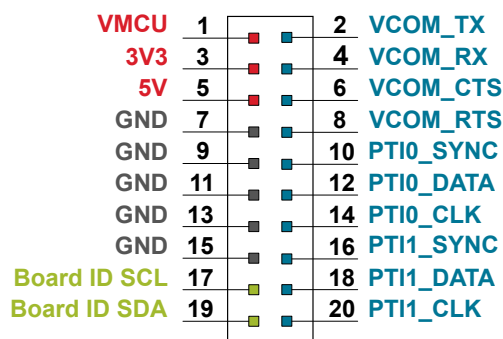 VMCU 1 2 VCOM_TX
3V3 3 4 VCOM_RX
5V 5 6 VCOM_CTS
GND 7 8 VCOM_RTS
GND 9 10 PTI0_SYNC
GND 11 12 PTI0_DATA
GND 13 14 PTI0_CLK
GND 15 16 PTI1_SYNC
Board ID SCL 17 18 PTI1_DATA
Board ID SDA 19 20 PTI1_CLK